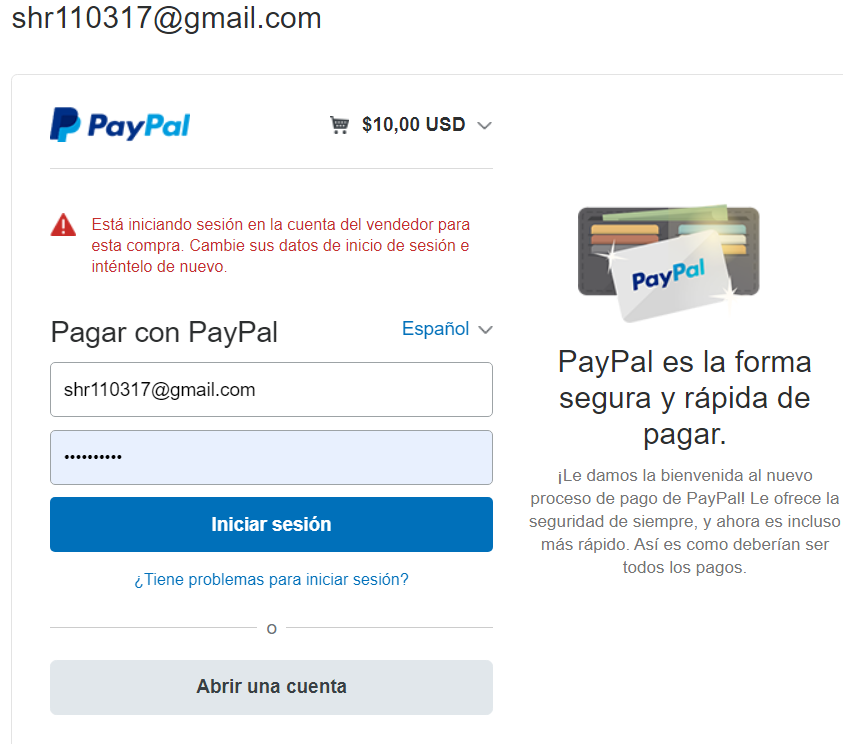 shr110317@gmail.com
PayPal
$10,00 USD
Está iniciando sesión en la cuenta del vendedor para
esta compra. Cambie sus datos de inicio de sesión e
inténtelo de nuevo.
Pagar con PayPal
Español
shr110317@gmail.com
••••••••••
Iniciar sesión
¿Tiene problemas para iniciar sesión?
o
Abrir una cuenta
PayPal
PayPal es la forma
segura y rápida de
pagar.
¡Le damos la bienvenida al nuevo
proceso de pago de PayPal! Le ofrece la
seguridad de siempre, y ahora es incluso
más rápido. Así es como deberían ser
todos los pagos.